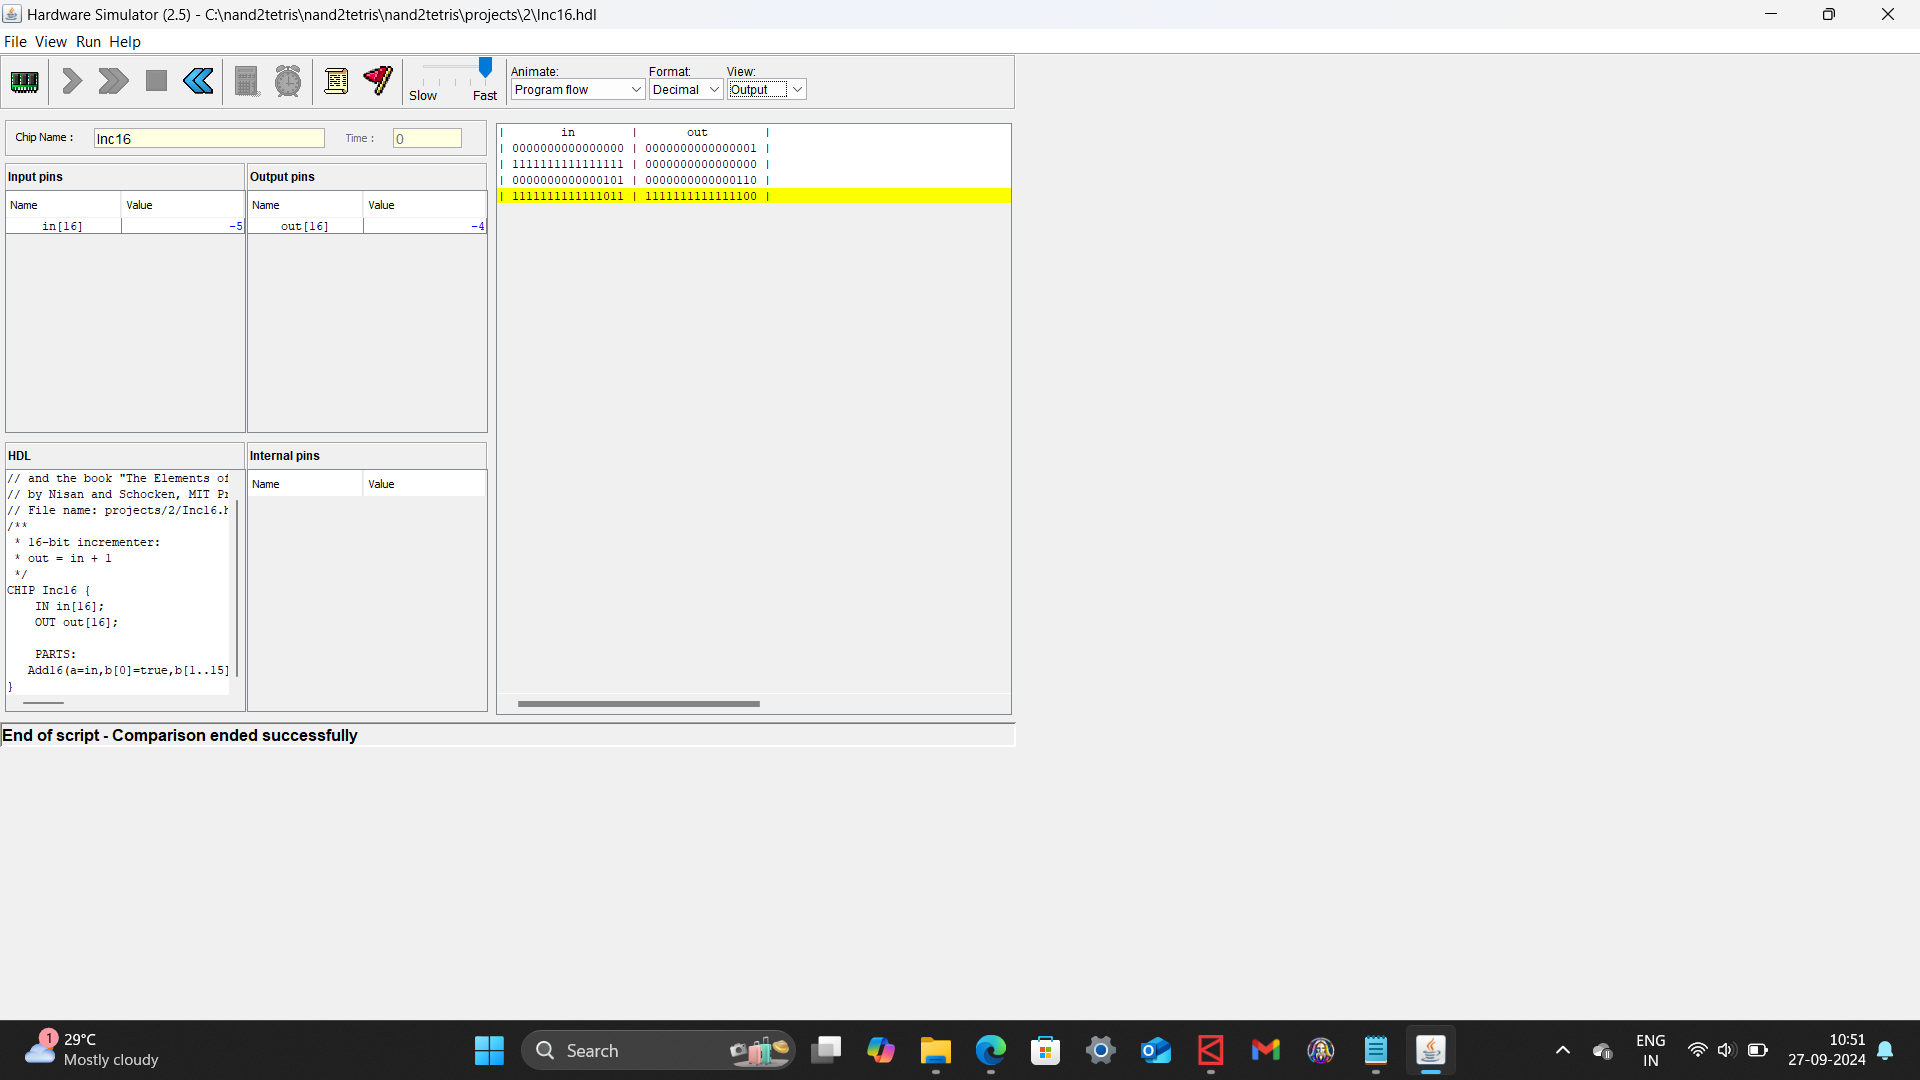 Hardware Simulator (2.5) - C:\nand2tetris\nand2tetris\nand2tetris\projects\2\Inc16.hdl
File View Run Help
Slow Fast
Animate: Format: View:
Program flow Decimal Output
Chip Name : Inc16 Time : 0
Input pins Output pins
Name Value Name Value
in[16] -5 out[16] -4
| in | out |
| 0000000000000000 | 0000000000000001 |
| 1111111111111111 | 0000000000000000 |
| 0000000000000101 | 0000000000000110 |
| 1111111111111011 | 1111111111111100 |
HDL Internal pins
Name Value
// and the book "The Elements of
// by Nisan and Schocken, MIT Pr
// File name: projects/2/Inc16.h
/**
* 16-bit incrementer:
* out = in + 1
*/
CHIP Inc16 {
IN in[16];
OUT out[16];
PARTS:
Add16(a=in,b[0]=true,b[1..15]
}
End of script - Comparison ended successfully
1
29°C
Mostly cloudy
Search
ENG
IN
10:51
27-09-2024